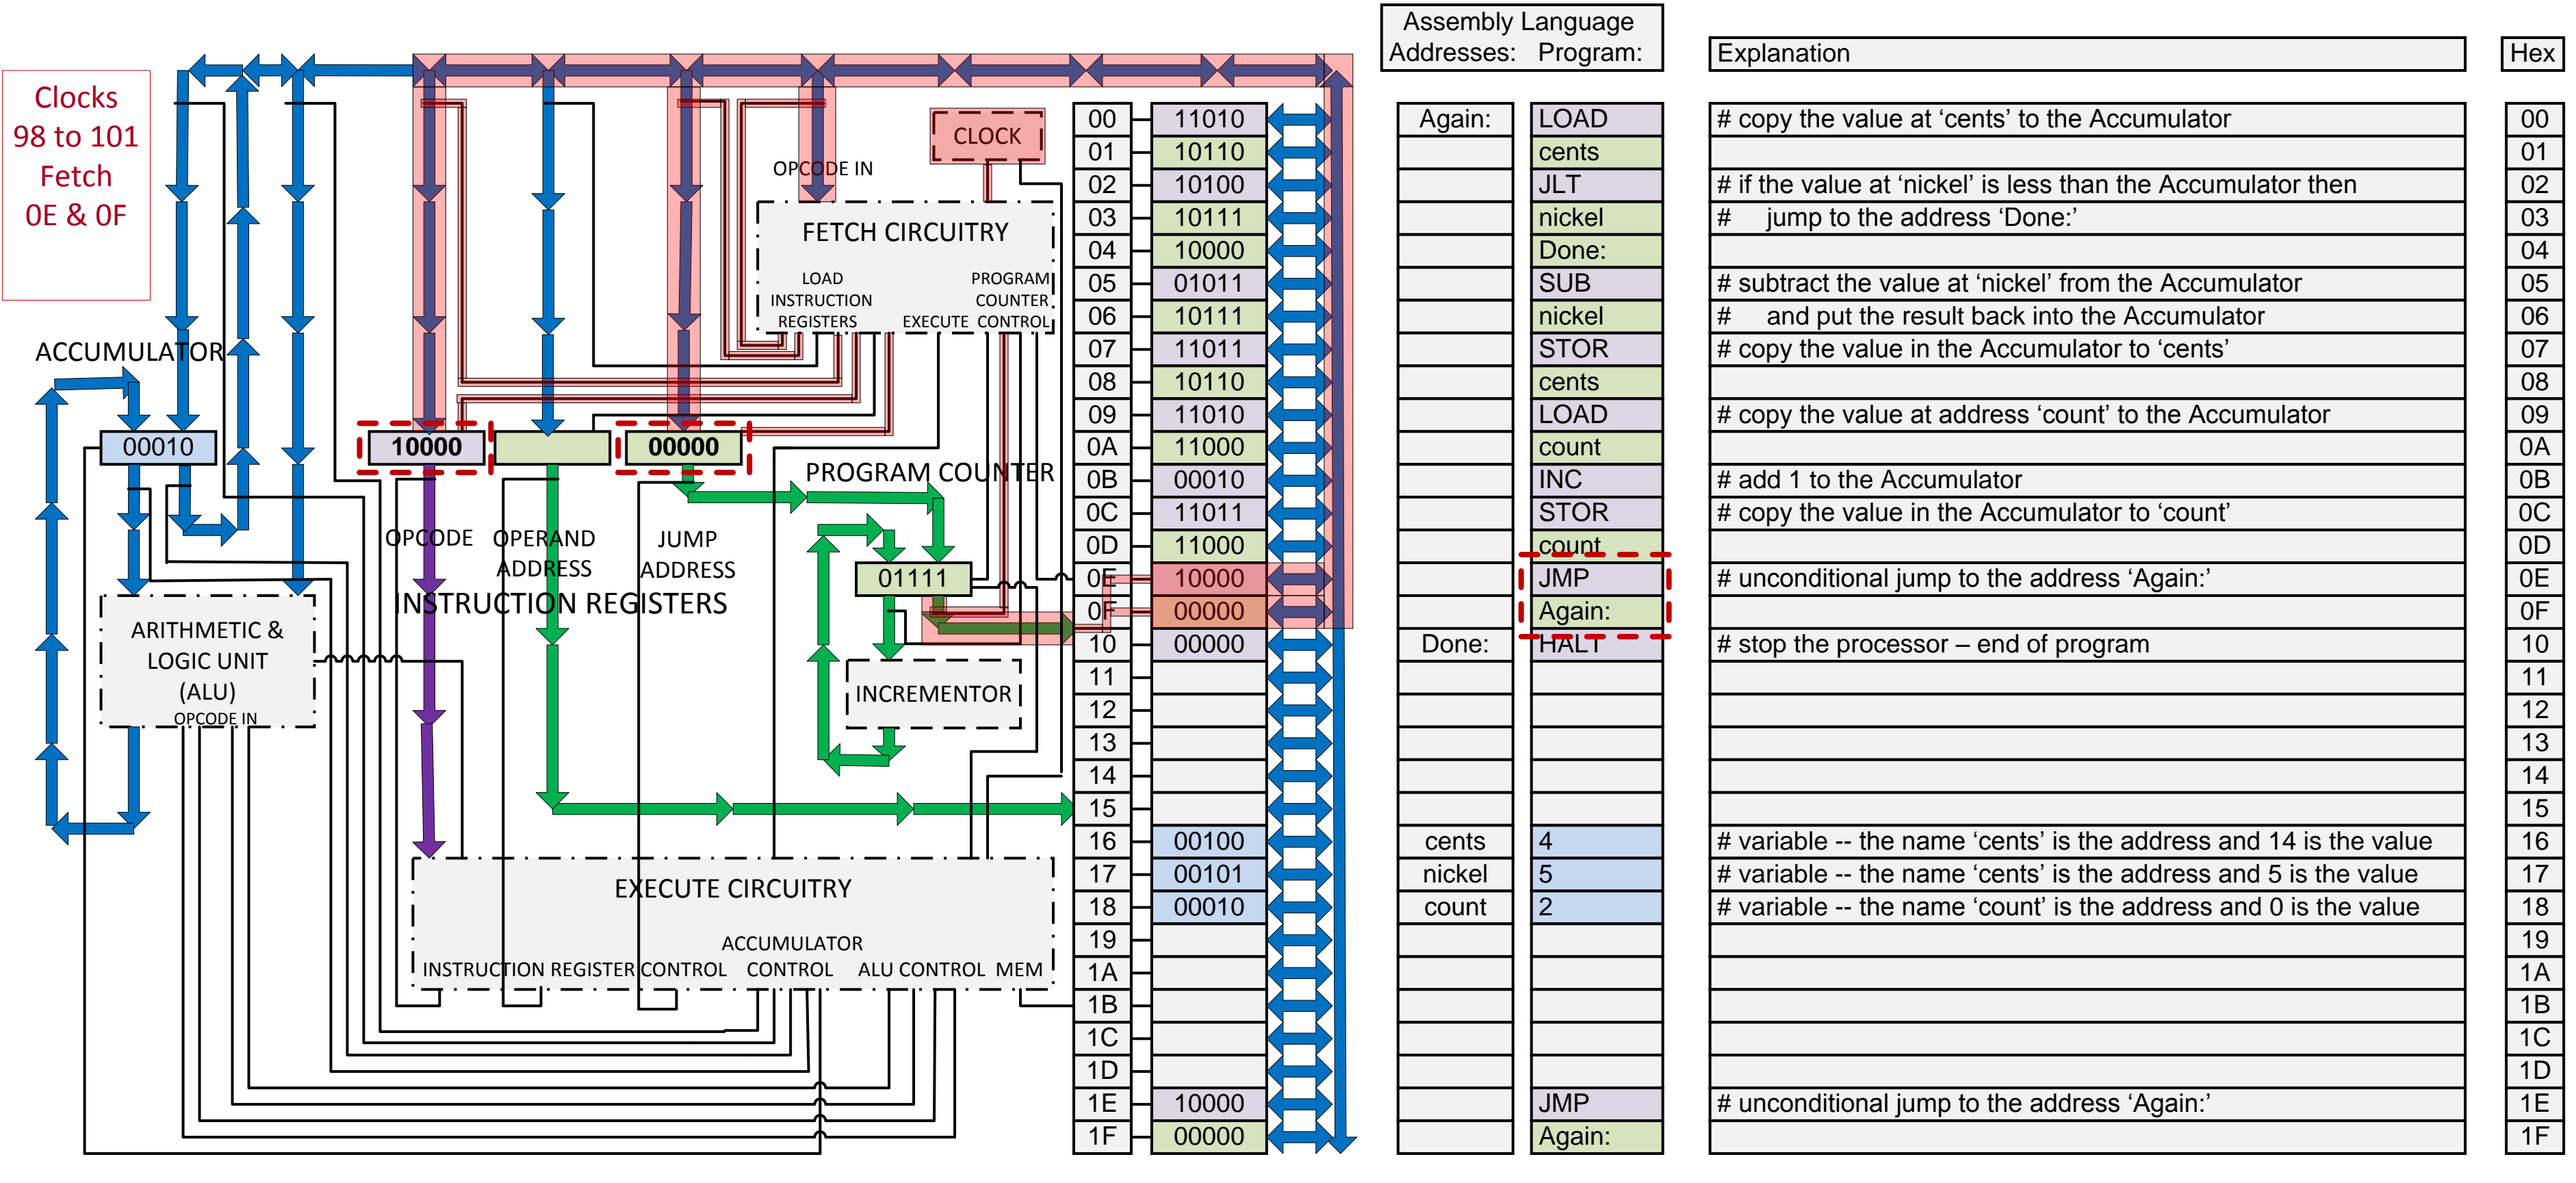 Assembly Language
Addresses: Program:
Explanation
Hex
Clocks
98 to 101
Fetch
0E & 0F
CLOCK
OPCODE IN
FETCH CIRCUITRY
LOAD
INSTRUCTION
REGISTERS
EXECUTE
PROGRAM
COUNTER
CONTROL
ACCUMULATOR
00010
10000
00000
PROGRAM COUNTER
01111
OPCODE
OPERAND
ADDRESS
JUMP
ADDRESS
INSTRUCTION REGISTERS
ARITHMETIC &
LOGIC UNIT
(ALU)
OPCODE IN
INCREMENTOR
EXECUTE CIRCUITRY
INSTRUCTION REGISTER CONTROL
ACCUMULATOR
CONTROL
ALU CONTROL
MEM
00 11010 Again: LOAD # copy the value at ‘cents’ to the Accumulator 00
01 10110 cents 01
02 10100 JLT # if the value at ‘nickel’ is less than the Accumulator then 02
03 10111 nickel # jump to the address ‘Done:’ 03
04 10000 Done: 04
05 01011 SUB # subtract the value at ‘nickel’ from the Accumulator 05
06 10111 nickel # and put the result back into the Accumulator 06
07 11011 STOR # copy the value in the Accumulator to ‘cents’ 07
08 10110 cents 08
09 11010 LOAD # copy the value at address ‘count’ to the Accumulator 09
0A 11000 count 0A
0B 00010 INC # add 1 to the Accumulator 0B
0C 11011 STOR # copy the value in the Accumulator to ‘count’ 0C
0D 11000 count 0D
0E 10000 JMP # unconditional jump to the address ‘Again:’ 0E
0F 00000 Again: 0F
10 00000 Done: HALT # stop the processor – end of program 10
11 11
12 12
13 13
14 14
15 15
16 00100 cents 4 # variable -- the name ‘cents’ is the address and 14 is the value 16
17 00101 nickel 5 # variable -- the name ‘cents’ is the address and 5 is the value 17
18 00010 count 2 # variable -- the name ‘count’ is the address and 0 is the value 18
19 19
1A 1A
1B 1B
1C 1C
1D 1D
1E 10000 JMP # unconditional jump to the address ‘Again:’ 1E
1F 00000 Again: 1F